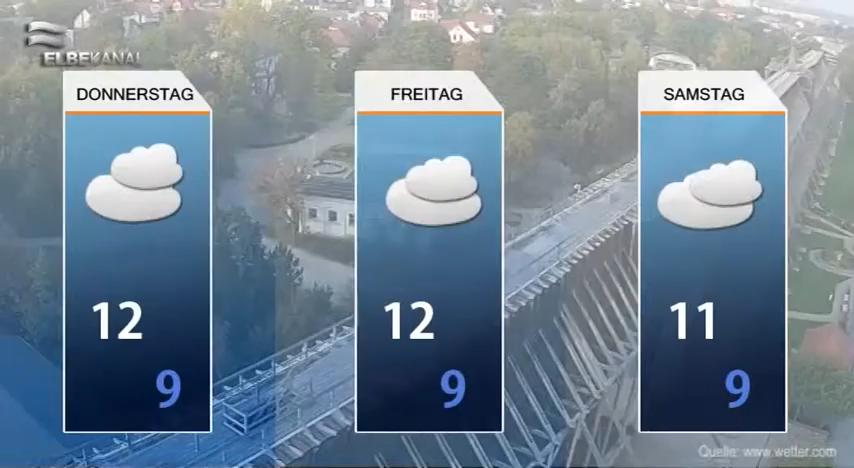 ELBEKANAL
DONNERSTAG
FREITAG
SAMSTAG
12
12
11
9
9
9
Quelle: www.wetter.com